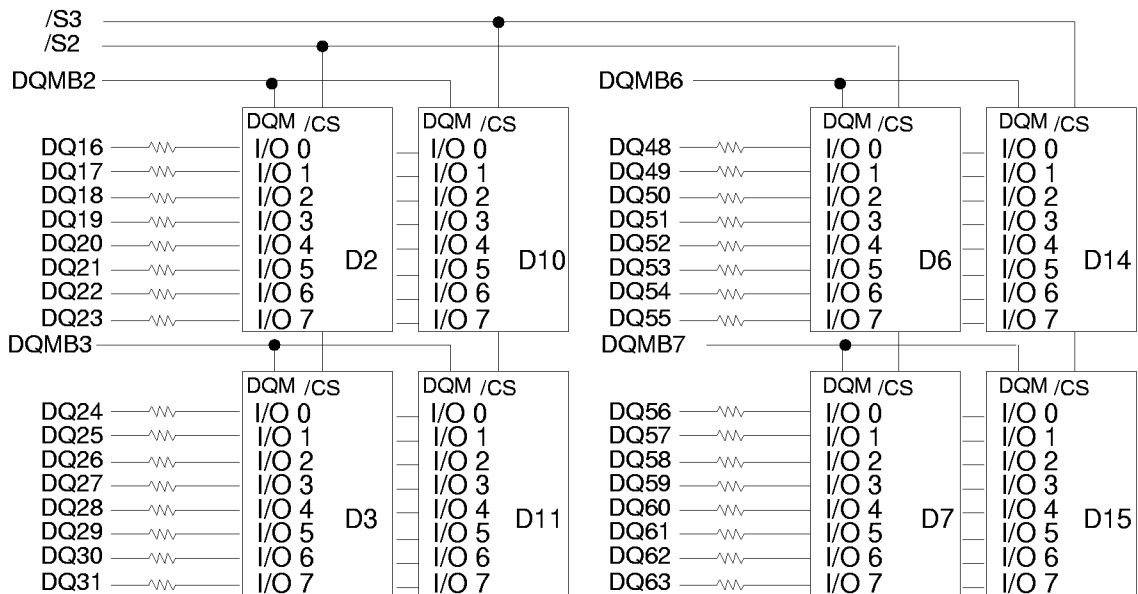 /S3
/S2
DQMB2 DQMB6
DQM /CS DQM /CS DQM /CS DQM /CS
DQ16 I/O 0 I/O 0 DQ48 I/O 0 I/O 0
DQ17 I/O 1 I/O 1 DQ49 I/O 1 I/O 1
DQ18 I/O 2 I/O 2 DQ50 I/O 2 I/O 2
DQ19 I/O 3 I/O 3 DQ51 I/O 3 I/O 3
DQ20 I/O 4 D2 I/O 4 D10 DQ52 I/O 4 D6 I/O 4 D14
DQ21 I/O 5 I/O 5 DQ53 I/O 5 I/O 5
DQ22 I/O 6 I/O 6 DQ54 I/O 6 I/O 6
DQ23 I/O 7 I/O 7 DQ55 I/O 7 I/O 7
DQMB3 DQMB7
DQM /CS DQM /CS DQM /CS DQM /CS
DQ24 I/O 0 I/O 0 DQ56 I/O 0 I/O 0
DQ25 I/O 1 I/O 1 DQ57 I/O 1 I/O 1
DQ26 I/O 2 I/O 2 DQ58 I/O 2 I/O 2
DQ27 I/O 3 I/O 3 DQ59 I/O 3 I/O 3
DQ28 I/O 4 D3 I/O 4 D11 DQ60 I/O 4 D7 I/O 4 D15
DQ29 I/O 5 I/O 5 DQ61 I/O 5 I/O 5
DQ30 I/O 6 I/O 6 DQ62 I/O 6 I/O 6
DQ31 I/O 7 I/O 7 DQ63 I/O 7 I/O 7